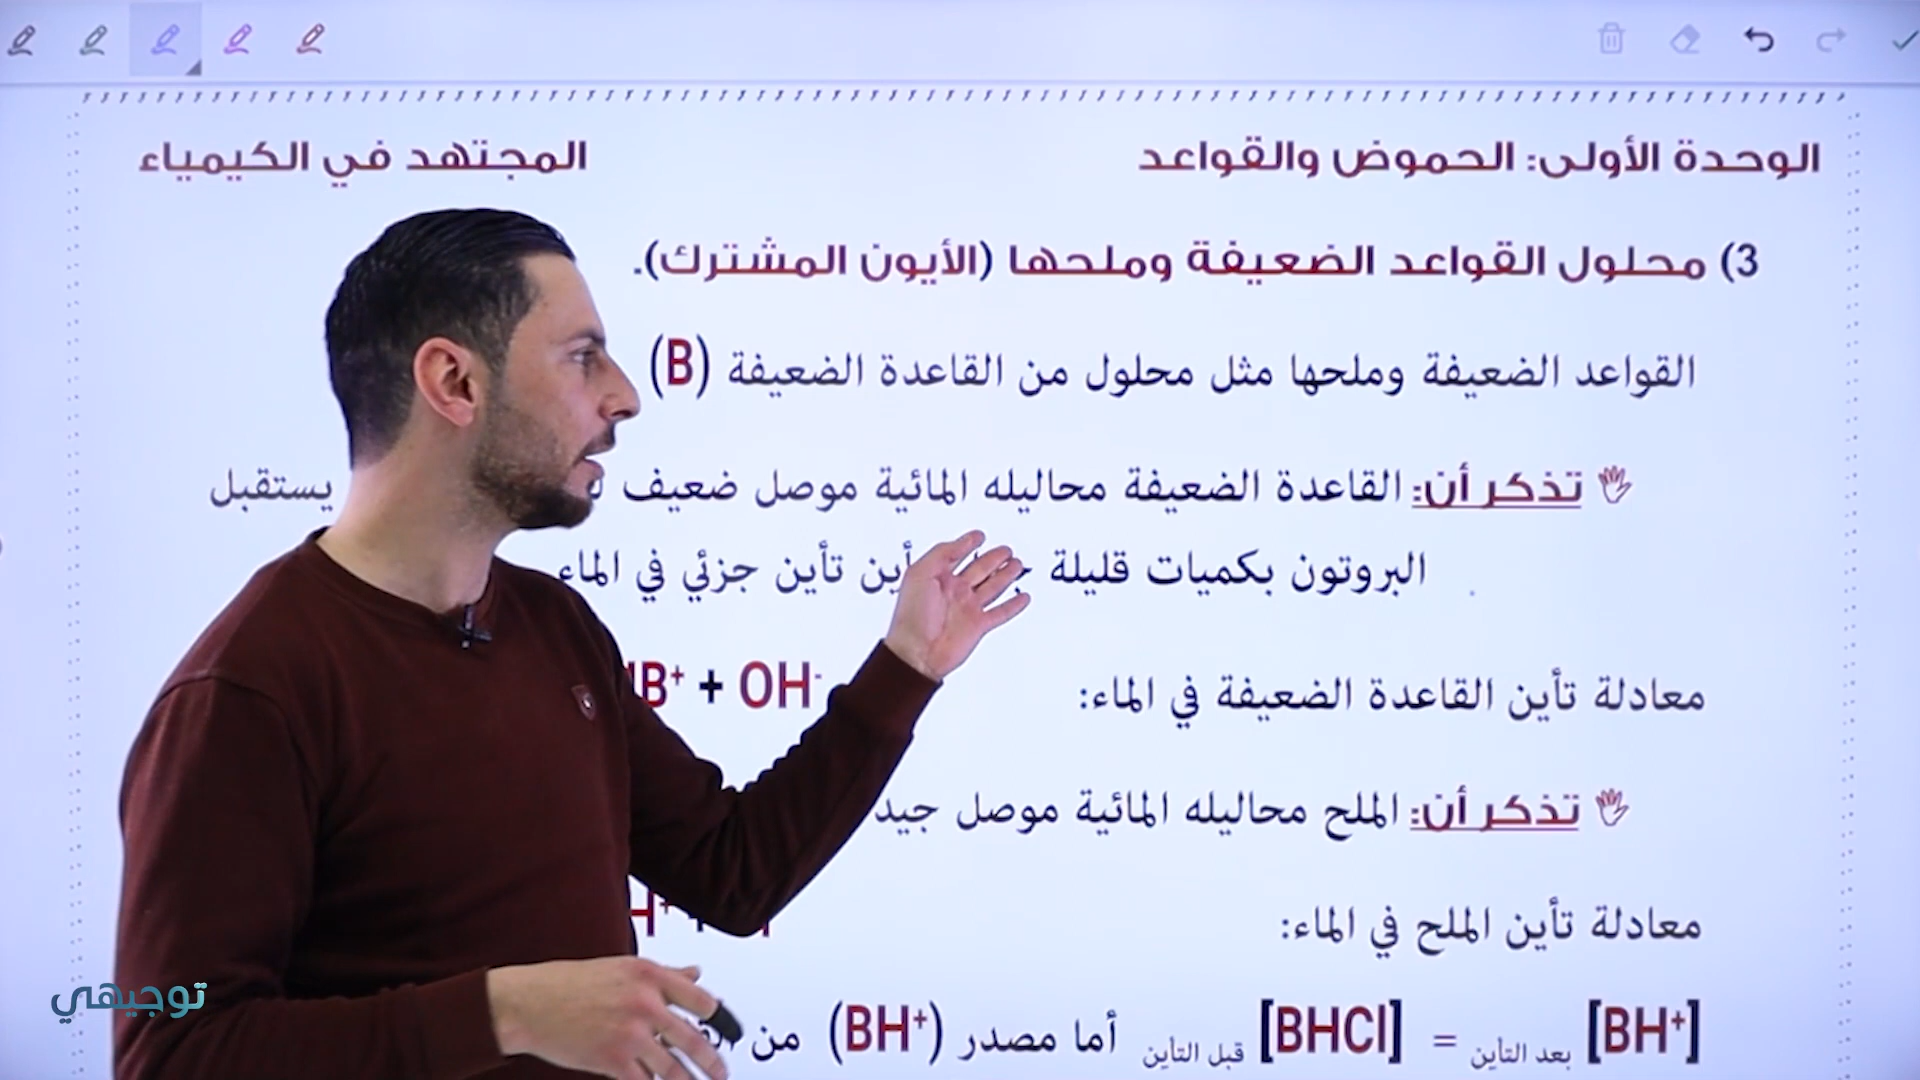 الوحدة الأولى: الحموض والقواعد
المجتهد في الكيمياء
3) محلول القواعد الضعيفة وملحها (الأيون المشترك).
القواعد الضعيفة وملحها مثل محلول من القاعدة الضعيفة (B)
تذكر أن: القاعدة الضعيفة محاليله المائية موصل ضعيف يستقبل
البروتون بكميات قليلة تأين جزئي في الماء
معادلة تأين القاعدة الضعيفة في الماء: B⁺ + OH⁻
تذكر أن: الملح محاليله المائية موصل جيد
معادلة تأين الملح في الماء: H⁺
[BH⁺] بعد التأين = [BHCl] قبل التأين أما مصدر (BH⁺) من
توجيهي